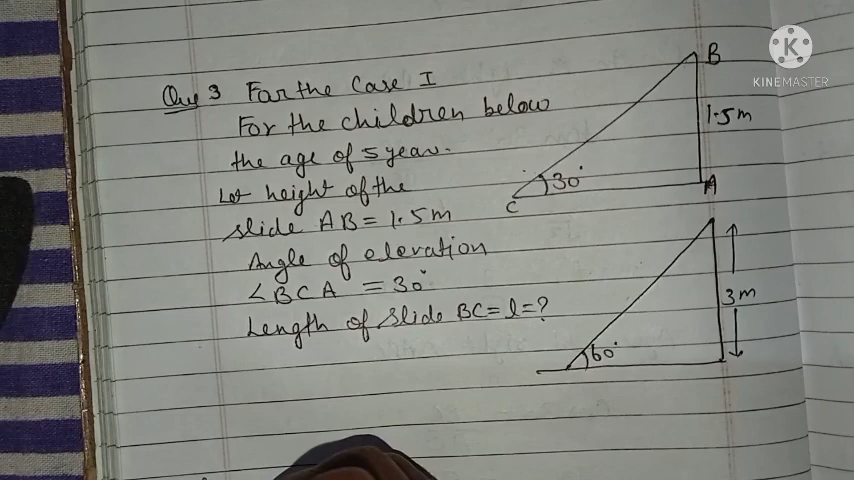 Que 3 For the Case I
For the children below
the age of 5 year.
Let height of the
slide AB = 1.5m
Angle of elevation
∠BCA = 30°
Length of slide BC = l = ?
B
1.5m
30°
A
C
3m
60°
K
KINEMASTER